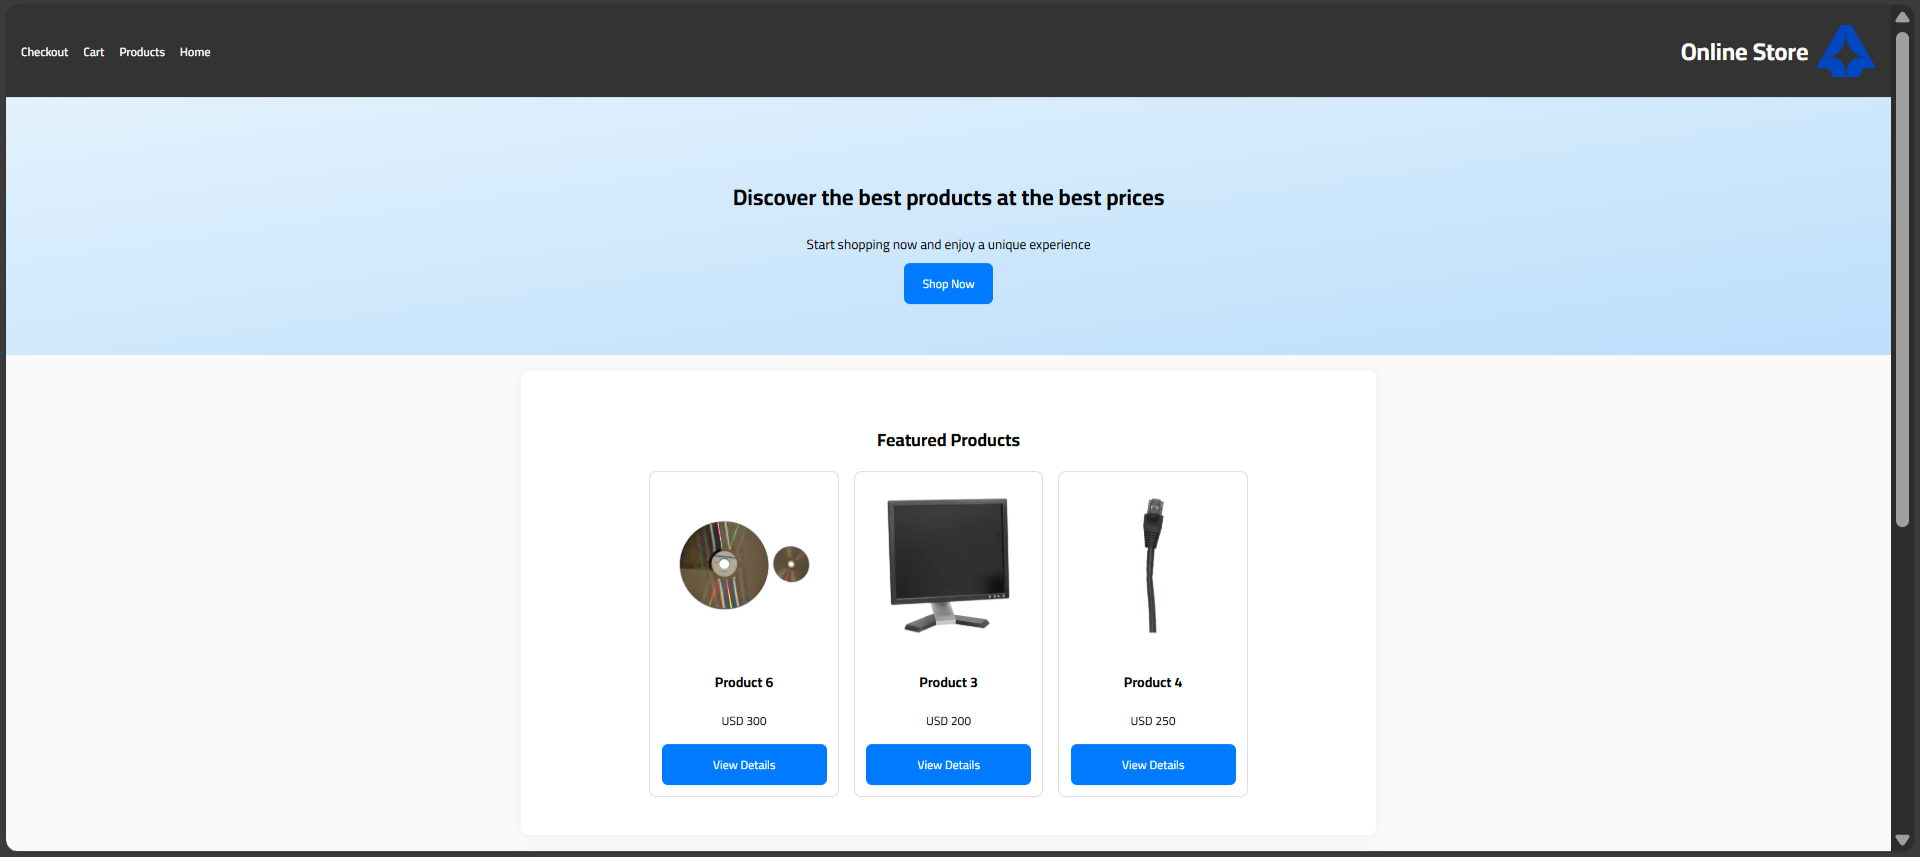 Checkout Cart Products Home
Online Store
Discover the best products at the best prices
Start shopping now and enjoy a unique experience
Shop Now
Featured Products
Product 6
USD 300
View Details
Product 3
USD 200
View Details
Product 4
USD 250
View Details